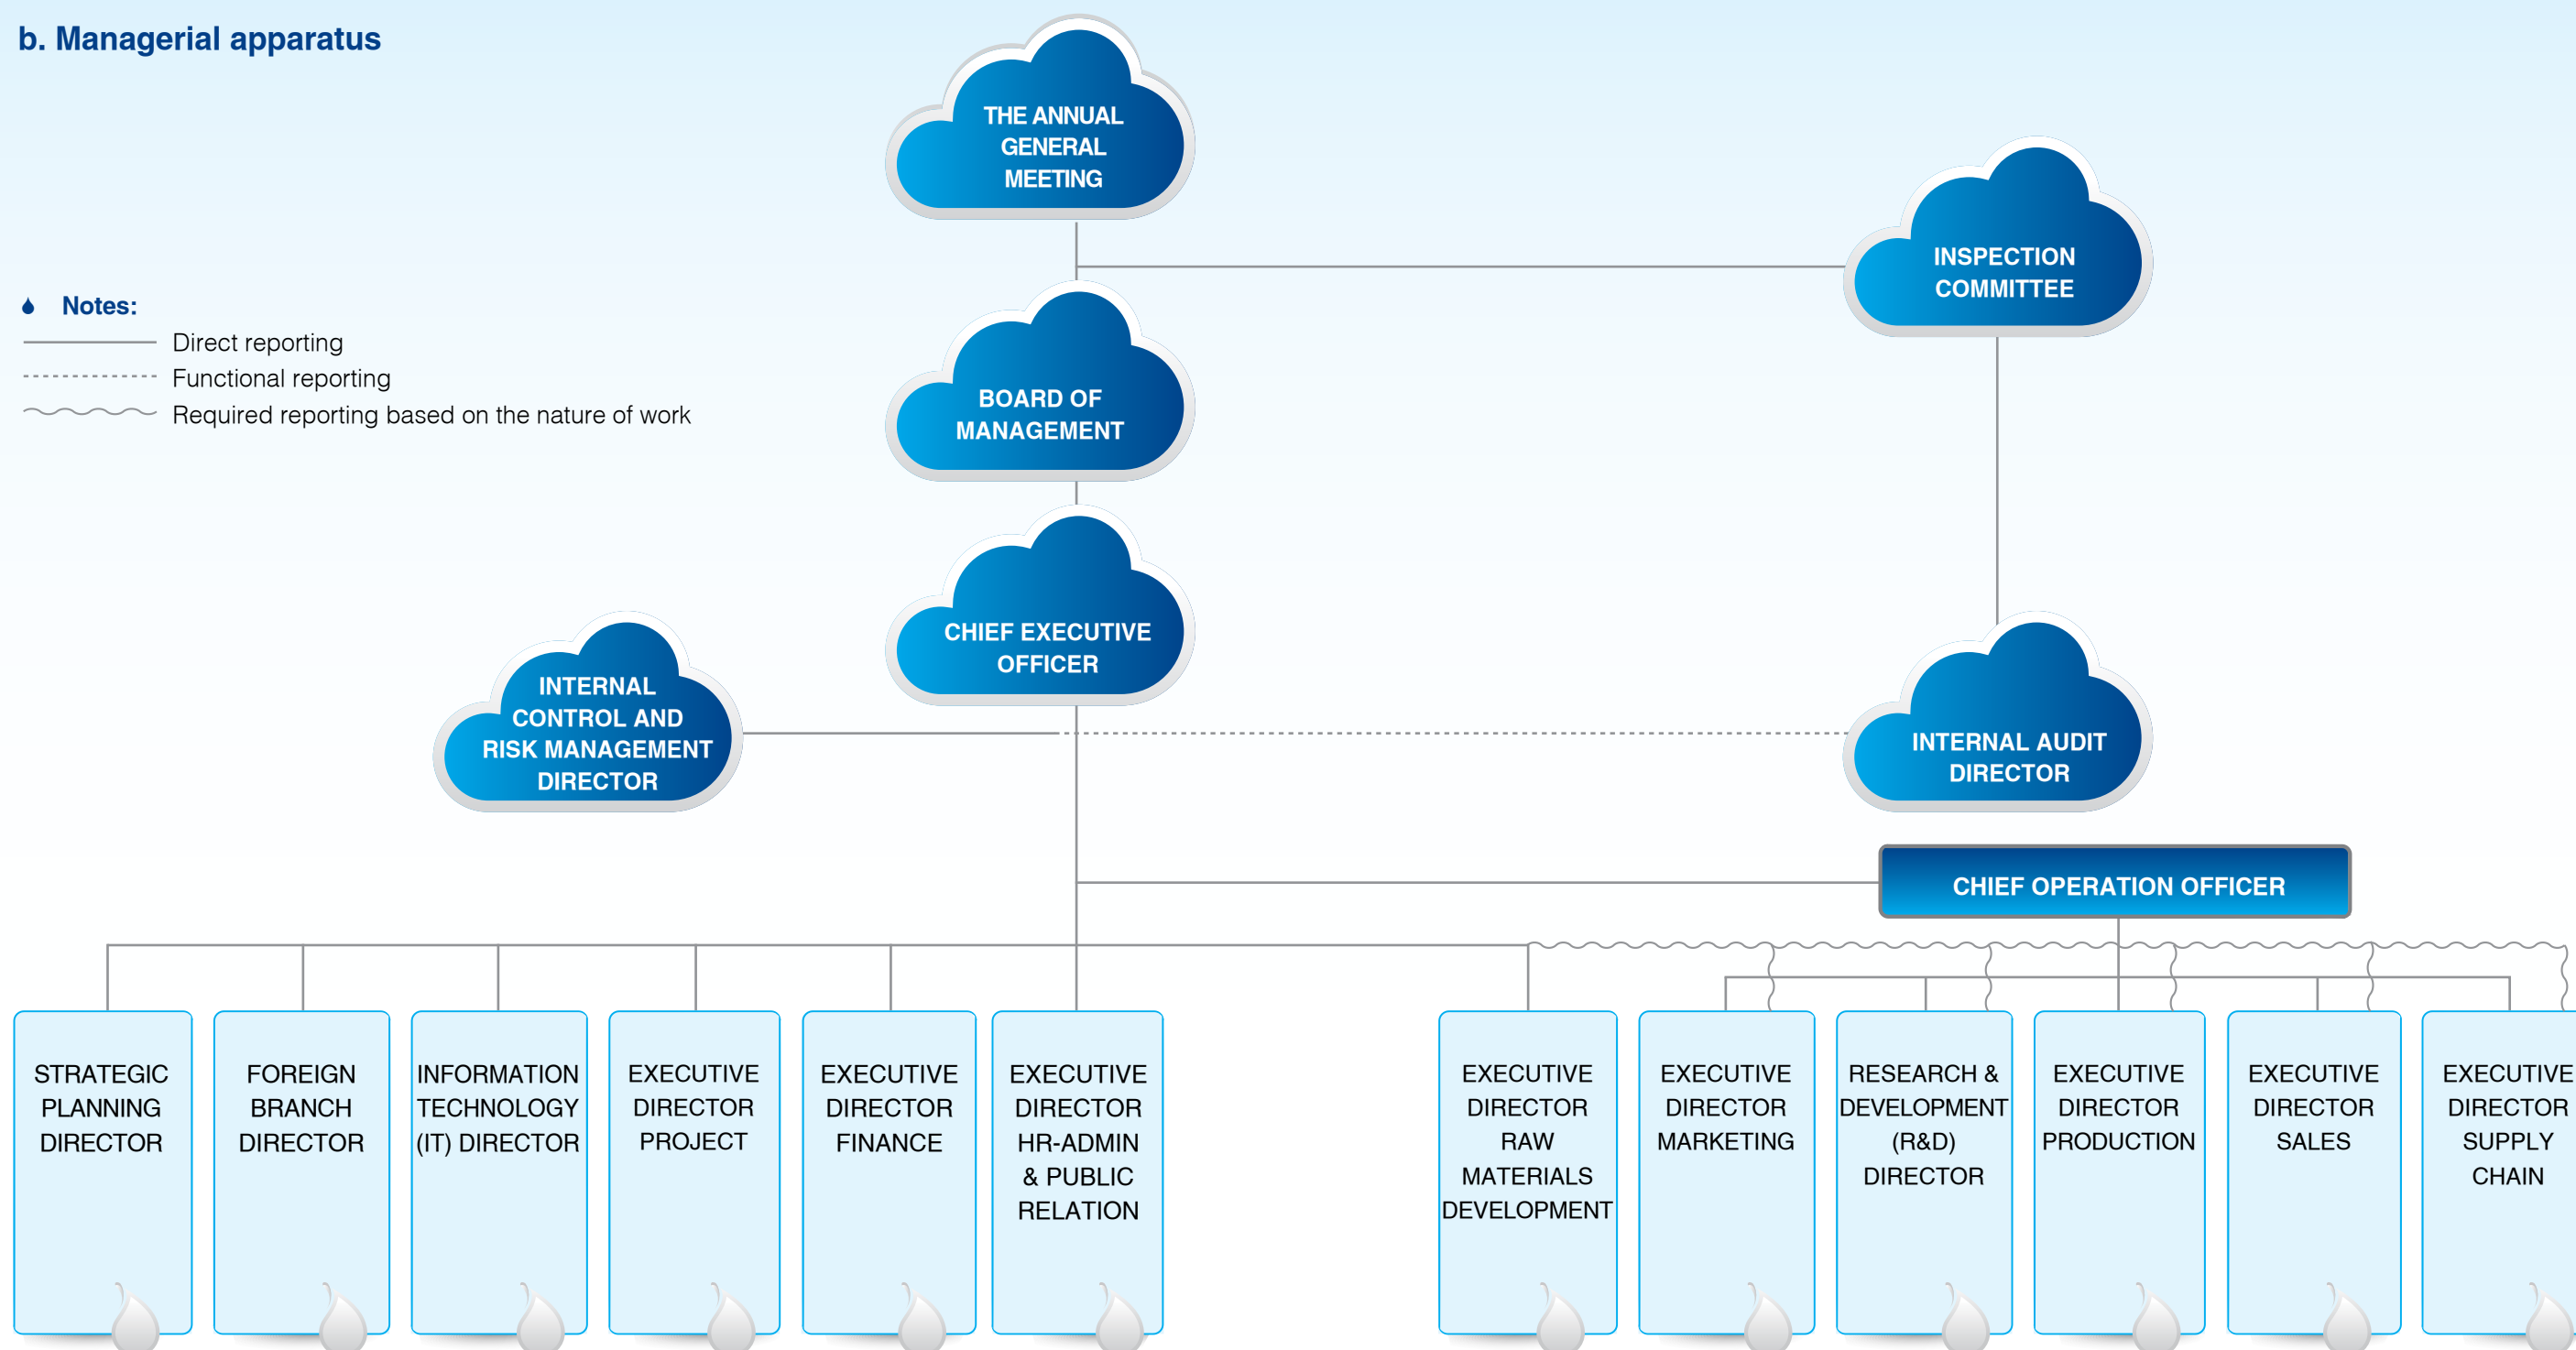 b. Managerial apparatus
THE ANNUAL
GENERAL
MEETING
INSPECTION
COMMITTEE
Notes:
Direct reporting
Functional reporting
Required reporting based on the nature of work
BOARD OF
MANAGEMENT
CHIEF EXECUTIVE
OFFICER
INTERNAL
CONTROL AND
RISK MANAGEMENT
DIRECTOR
INTERNAL AUDIT
DIRECTOR
CHIEF OPERATION OFFICER
STRATEGIC
PLANNING
DIRECTOR
FOREIGN
BRANCH
DIRECTOR
INFORMATION
TECHNOLOGY
(IT) DIRECTOR
EXECUTIVE
DIRECTOR
PROJECT
EXECUTIVE
DIRECTOR
FINANCE
EXECUTIVE
DIRECTOR
HR-ADMIN
& PUBLIC
RELATION
EXECUTIVE
DIRECTOR
RAW
MATERIALS
DEVELOPMENT
EXECUTIVE
DIRECTOR
MARKETING
RESEARCH &
DEVELOPMENT
(R&D)
DIRECTOR
EXECUTIVE
DIRECTOR
PRODUCTION
EXECUTIVE
DIRECTOR
SALES
EXECUTIVE
DIRECTOR
SUPPLY
CHAIN